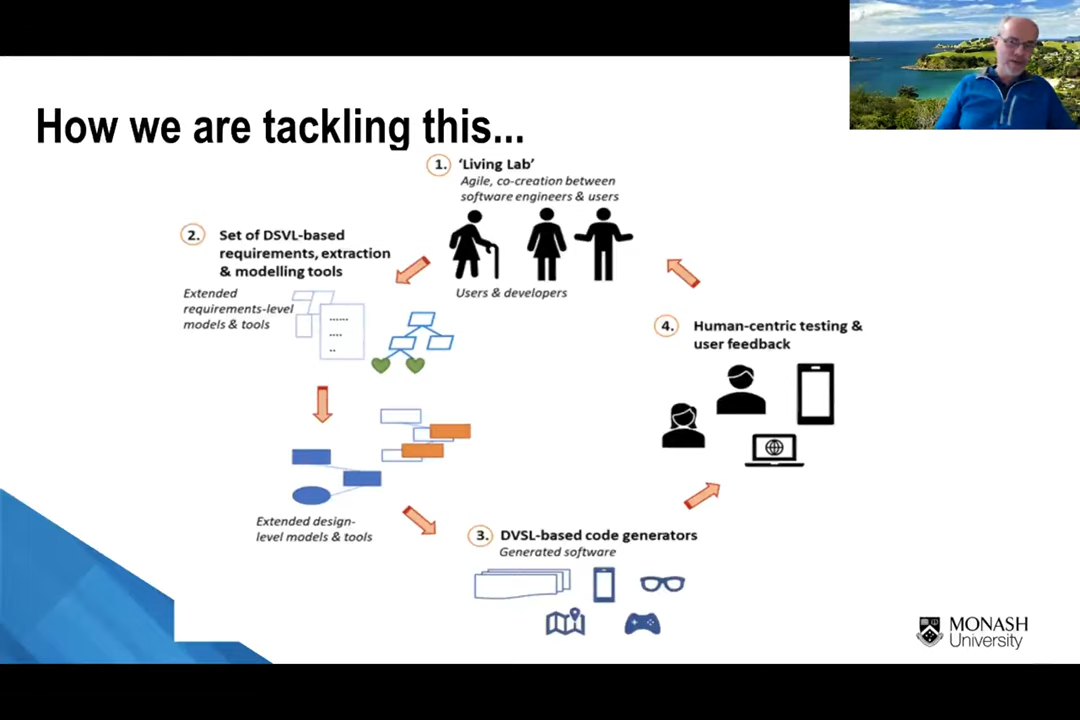 How we are tackling this...
1. 'Living Lab'
Agile, co-creation between
software engineers & users
Users & developers
2. Set of DSVL-based
requirements, extraction
& modelling tools
Extended
requirements-level
models & tools
Extended design-
level models & tools
3. DVSL-based code generators
Generated software
4. Human-centric testing &
user feedback
MONASH
University